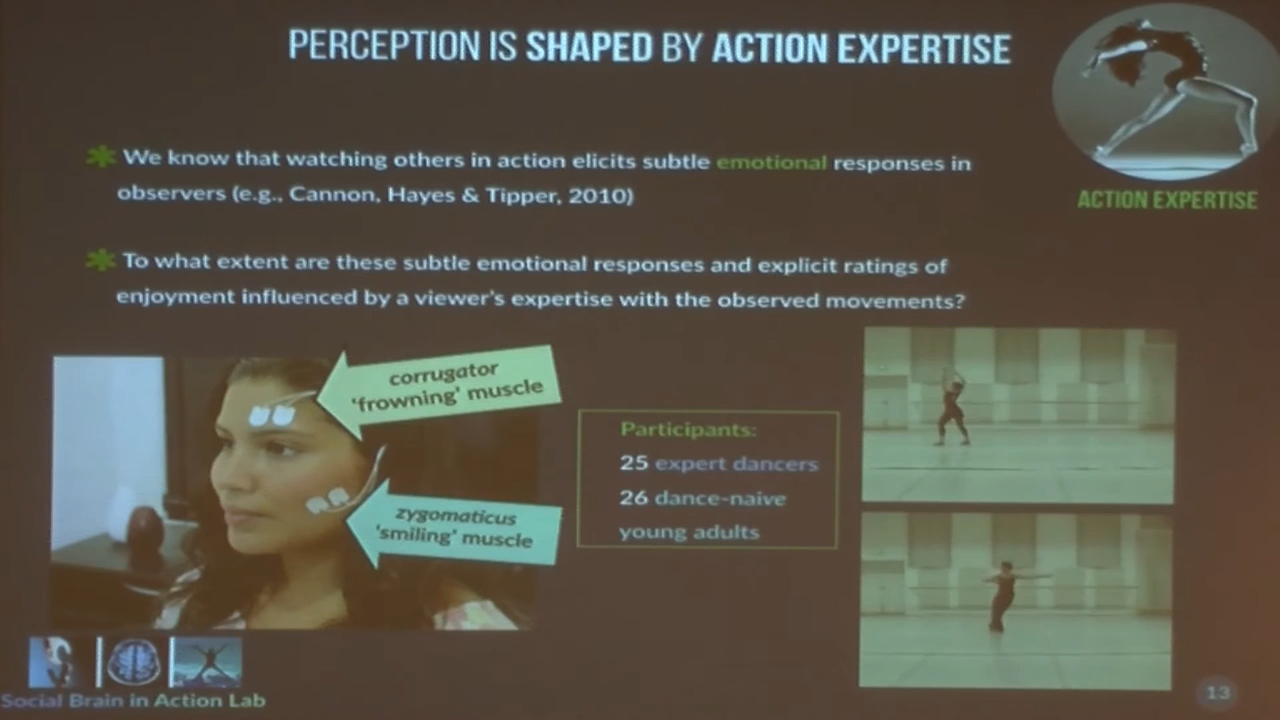 PERCEPTION IS SHAPED BY ACTION EXPERTISE
We know that watching others in action elicits subtle emotional responses in
observers (e.g., Cannon, Hayes & Tipper, 2010)
ACTION EXPERTISE
To what extent are these subtle emotional responses and explicit ratings of
enjoyment influenced by a viewer's expertise with the observed movements?
corrugator
'frowning' muscle
zygomaticus
'smiling' muscle
Participants:
25 expert dancers
26 dance-naive
young adults
Social Brain in Action Lab
13